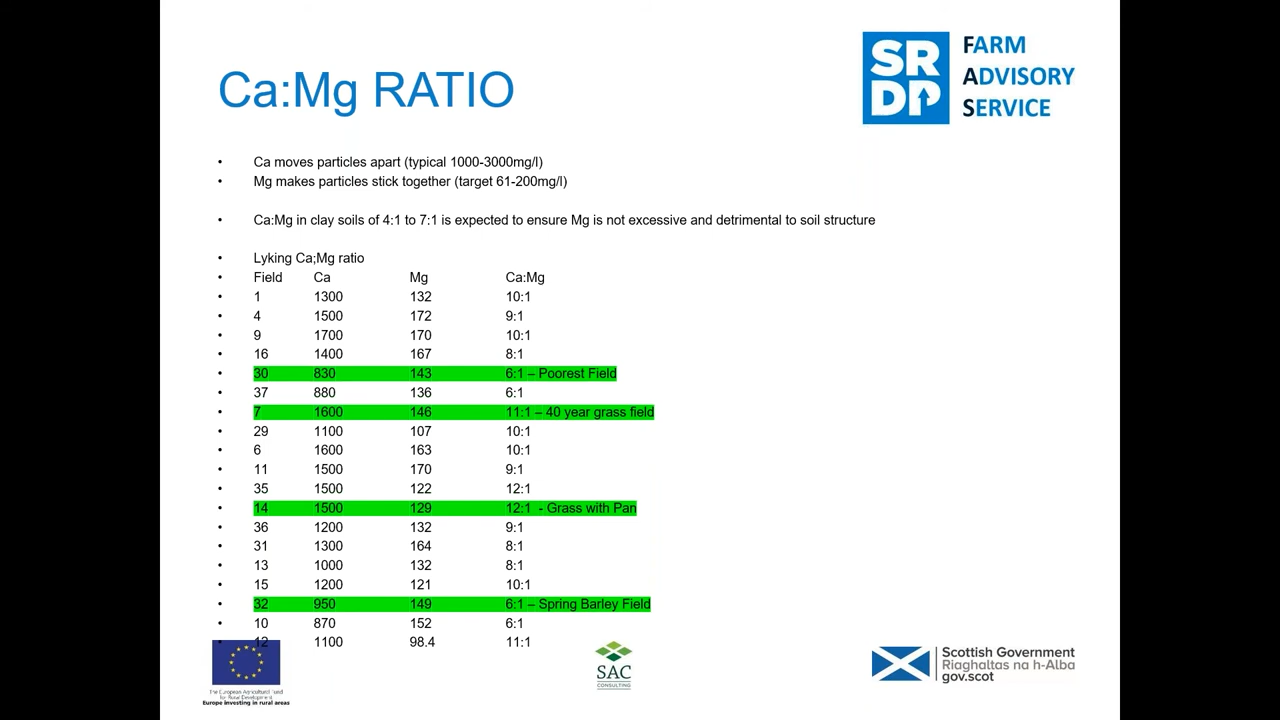 Ca:Mg RATIO
SRDP
FARM
ADVISORY
SERVICE
• Ca moves particles apart (typical 1000-3000mg/l)
• Mg makes particles stick together (target 61-200mg/l)
• Ca:Mg in clay soils of 4:1 to 7:1 is expected to ensure Mg is not excessive and detrimental to soil structure
• Lyking Ca;Mg ratio
• Field Ca Mg Ca:Mg
• 1 1300 132 10:1
• 4 1500 172 9:1
• 9 1700 170 10:1
• 16 1400 167 8:1
• 30 830 143 6:1 – Poorest Field
• 37 880 136 6:1
• 7 1600 146 11:1 – 40 year grass field
• 29 1100 107 10:1
• 6 1600 163 10:1
• 11 1500 170 9:1
• 35 1500 122 12:1
• 14 1500 129 12:1 - Grass with Pan
• 36 1200 132 9:1
• 31 1300 164 8:1
• 13 1000 132 8:1
• 15 1200 121 10:1
• 32 950 149 6:1 – Spring Barley Field
• 10 870 152 6:1
• 12 1100 98.4 11:1
The European Agricultural Fund
for Rural Development
Europe investing in rural areas
SAC
CONSULTING
Scottish Government
Riaghaltas na h-Alba
gov.scot